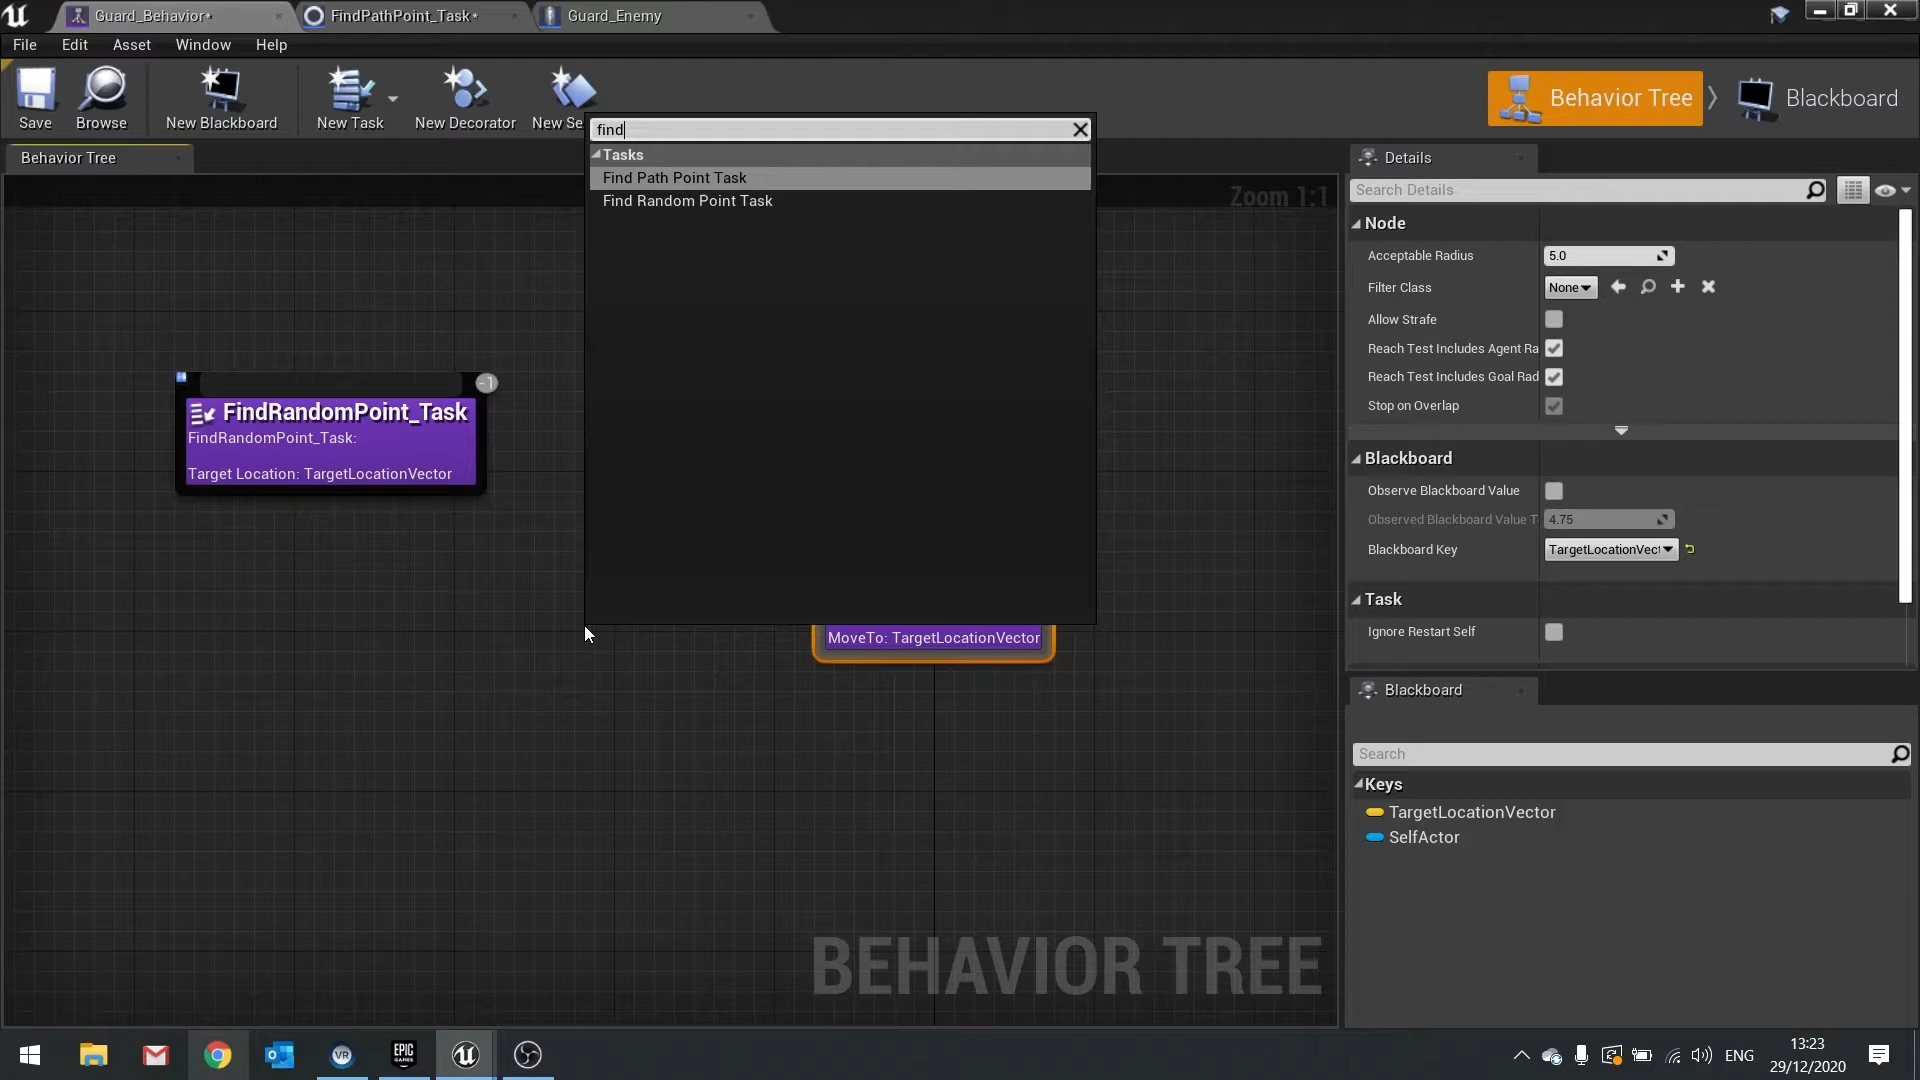 Guard_Behavior*
FindPathPoint_Task*
Guard_Enemy
File
Edit
Asset
Window
Help
Save
Browse
New Blackboard
New Task
New Decorator
New Se
Behavior Tree
Blackboard
find
Tasks
Find Path Point Task
Find Random Point Task
Behavior Tree
Zoom 1:1
-1
FindRandomPoint_Task
FindRandomPoint_Task:
Target Location: TargetLocationVector
MoveTo: TargetLocationVector
BEHAVIOR TREE
Details
Search Details
Node
Acceptable Radius
5.0
Filter Class
None
Allow Strafe
Reach Test Includes Agent Ra
Reach Test Includes Goal Rad
Stop on Overlap
Blackboard
Observe Blackboard Value
Observed Blackboard Value T
4.75
Blackboard Key
TargetLocationVect
Task
Ignore Restart Self
Blackboard
Search
Keys
TargetLocationVector
SelfActor
VR
EPIC
GAMES
ENG
13:23
29/12/2020